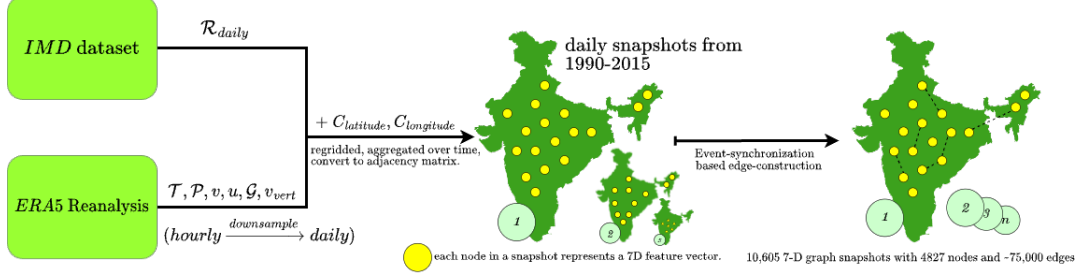 IMD dataset
R_daily
ERA5 Reanalysis
T, P, v, u, G, v_vert
(hourly downsample daily)
+ C_latitude, C_longitude
regridded, aggregated over time,
convert to adjacency matrix.
daily snapshots from
1990-2015
1
2
3
each node in a snapshot represents a 7D feature vector.
Event-synchronization
based edge-construction
1
2
3
n
10,605 7-D graph snapshots with 4827 nodes and ~75,000 edges